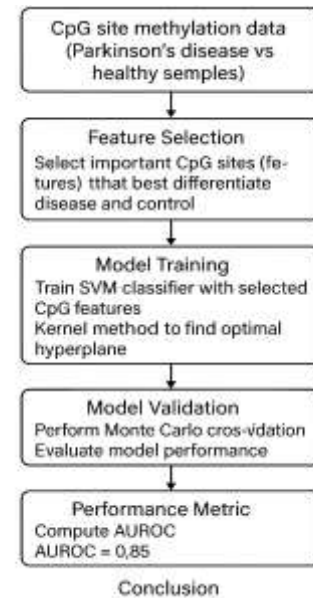 CpG site methylation data
(Parkinson's disease vs
healthy samples)
Feature Selection
Select important CpG sites (fe-
tures) tthat best differentiate
disease and control
Model Training
Train SVM classifier with selected
CpG features
Kernel method to find optimal
hyperplane
Model Validation
Perform Monte Carlo cros-vdation
Evaluate model performance
Performance Metric
Compute AUROC
AUROC = 0,85
Conclusion